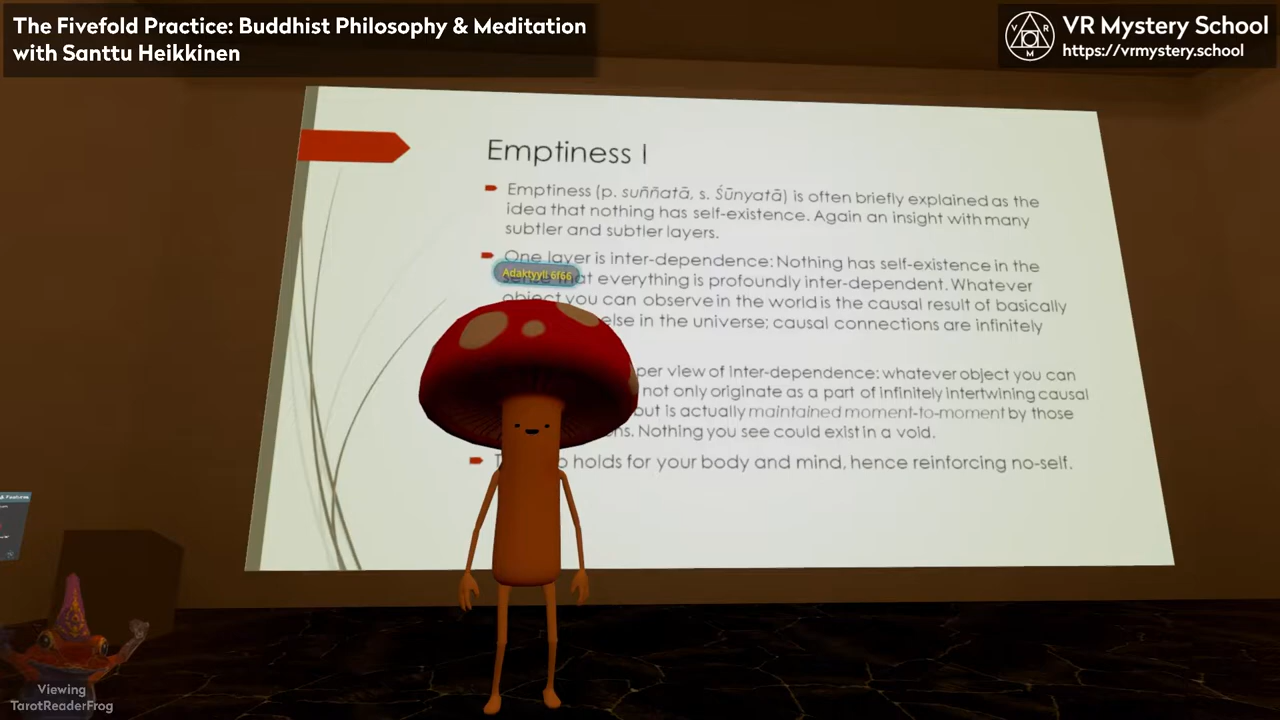 The Fivefold Practice: Buddhist Philosophy & Meditation
with Santtu Heikkinen
VR Mystery School
https://vrmystery.school
V R
M
Emptiness I
Emptiness (p. suññatā, s. Śūnyatā) is often briefly explained as the
idea that nothing has self-existence. Again an insight with many
subtler and subtler layers.
One layer is inter-dependence: Nothing has self-existence in the
Adaktyyli 6f66
that everything is profoundly inter-dependent. Whatever
object you can observe in the world is the causal result of basically
else in the universe; causal connections are infinitely
view of inter-dependence: whatever object you can
not only originate as a part of infinitely intertwining causal
but is actually maintained moment-to-moment by those
Nothing you see could exist in a void.
holds for your body and mind, hence reinforcing no-self.
Viewing
TarotReaderFrog